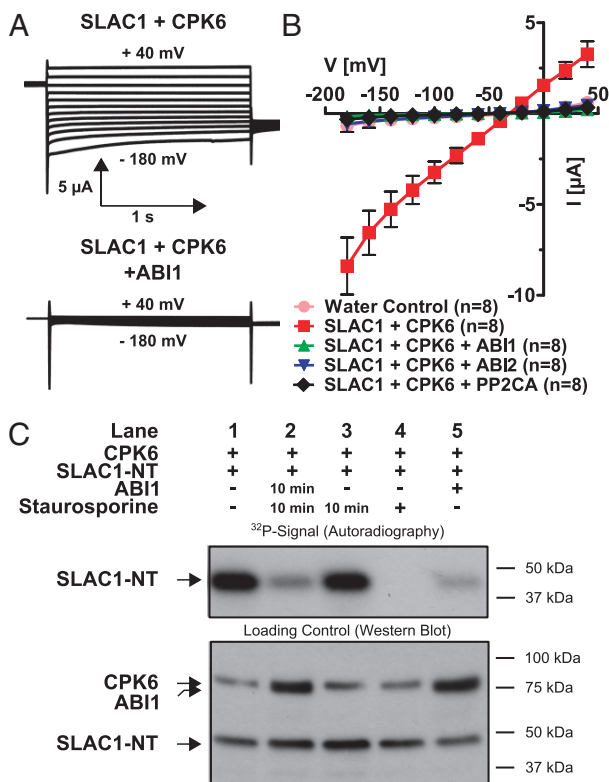 A
SLAC1 + CPK6
+ 40 mV
- 180 mV
5 µA
1 s
SLAC1 + CPK6
+ABI1
+ 40 mV
- 180 mV
B
V [mV]
-200 -150 -100 -50 50
5
-5
-10
I [µA]
Water Control (n=8)
SLAC1 + CPK6 (n=8)
SLAC1 + CPK6 + ABI1 (n=8)
SLAC1 + CPK6 + ABI2 (n=8)
SLAC1 + CPK6 + PP2CA (n=8)
C
Lane 1 2 3 4 5
CPK6 + + + + +
SLAC1-NT + + + + +
ABI1 - 10 min - - +
Staurosporine - 10 min 10 min + -
³²P-Signal (Autoradiography)
SLAC1-NT
50 kDa
37 kDa
Loading Control (Western Blot)
100 kDa
CPK6
ABI1
75 kDa
50 kDa
SLAC1-NT
37 kDa